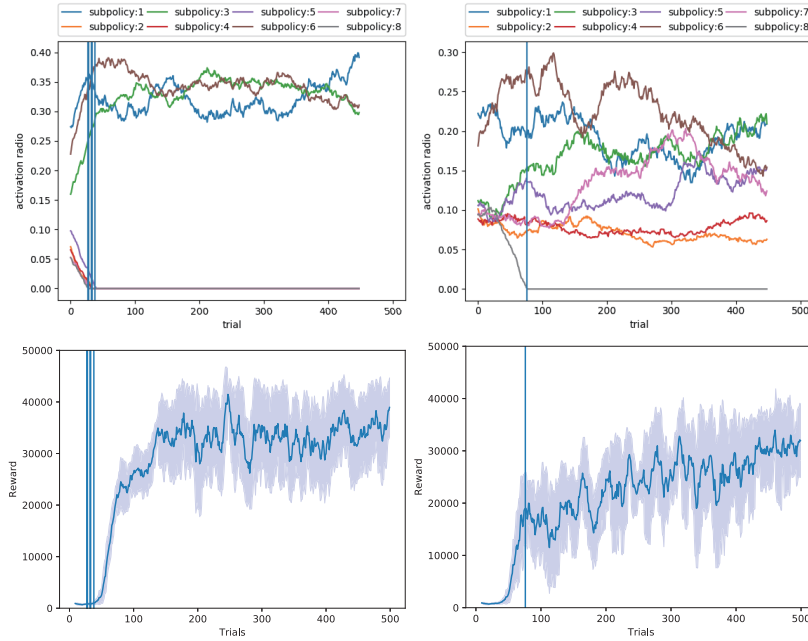 subpolicy:1 subpolicy:3 subpolicy:5 subpolicy:7
subpolicy:2 subpolicy:4 subpolicy:6 subpolicy:8
0.40
0.35
0.30
0.25
0.20
0.15
0.10
0.05
0.00
activation radio
0 100 200 300 400 500
trial
subpolicy:1 subpolicy:3 subpolicy:5 subpolicy:7
subpolicy:2 subpolicy:4 subpolicy:6 subpolicy:8
0.30
0.25
0.20
0.15
0.10
0.05
0.00
activation radio
0 100 200 300 400 500
trial
50000
40000
30000
20000
10000
0
Reward
0 100 200 300 400 500
Trials
50000
40000
30000
20000
10000
0
Reward
0 100 200 300 400 500
Trials